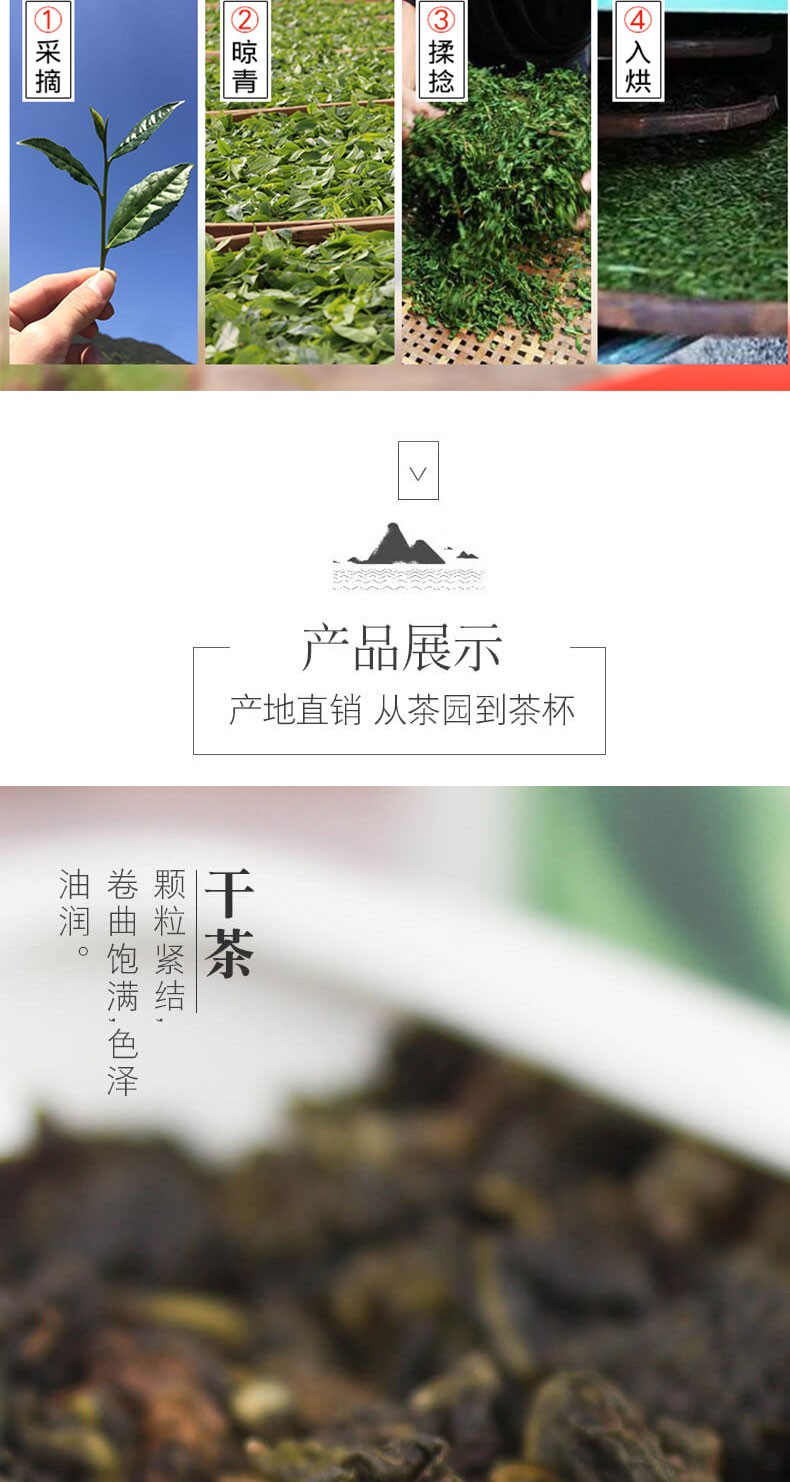 ①采摘
②晾青
③揉捻
④入烘
产品展示
产地直销 从茶园到茶杯
干茶
颗粒紧结，
卷曲饱满，色泽
油润。